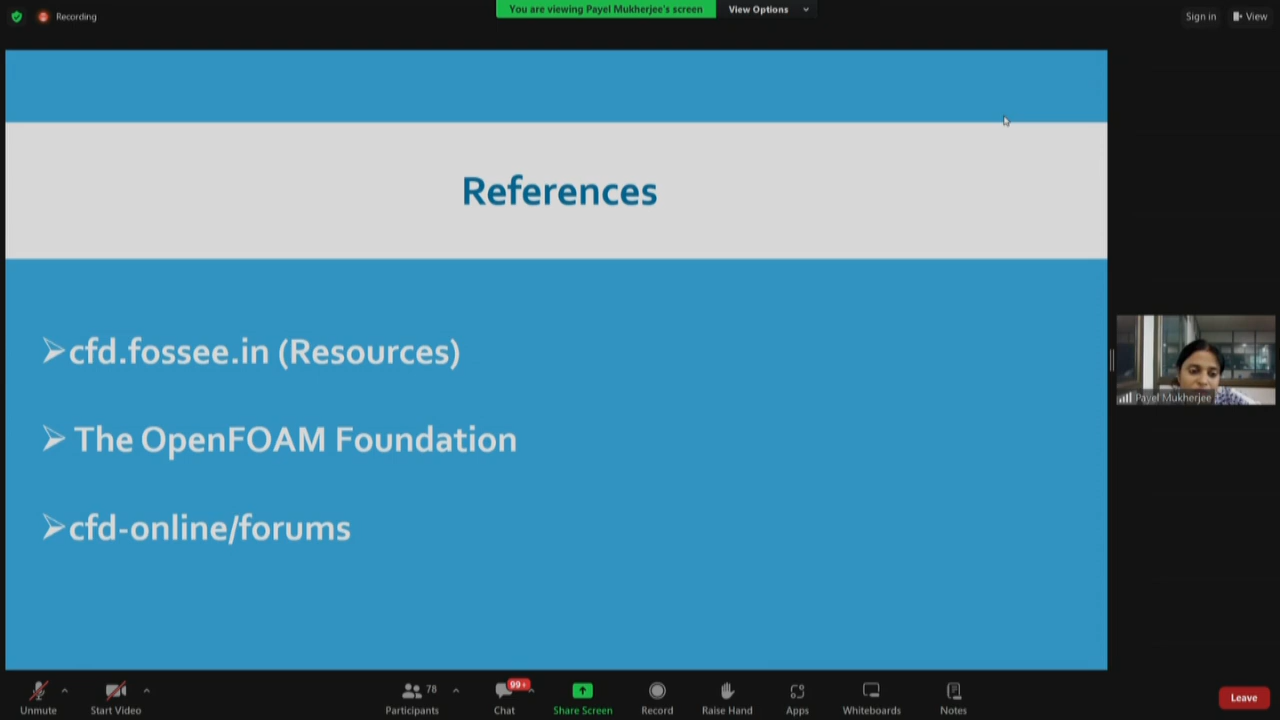 Recording
You are viewing Payel Mukherjee's screen
View Options
Sign in
View
References
➢cfd.fossee.in (Resources)
➢ The OpenFOAM Foundation
➢cfd-online/forums
Payel Mukherjee
Unmute
Start Video
78
Participants
99+
Chat
Share Screen
Record
Raise Hand
Apps
Whiteboards
Notes
Leave